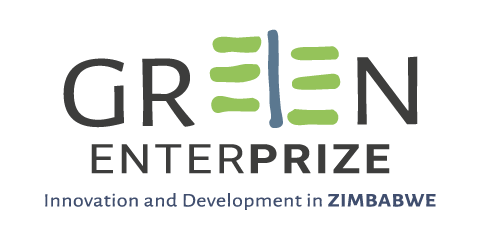 GREEN
ENTERPRIZE
Innovation and Development in ZIMBABWE